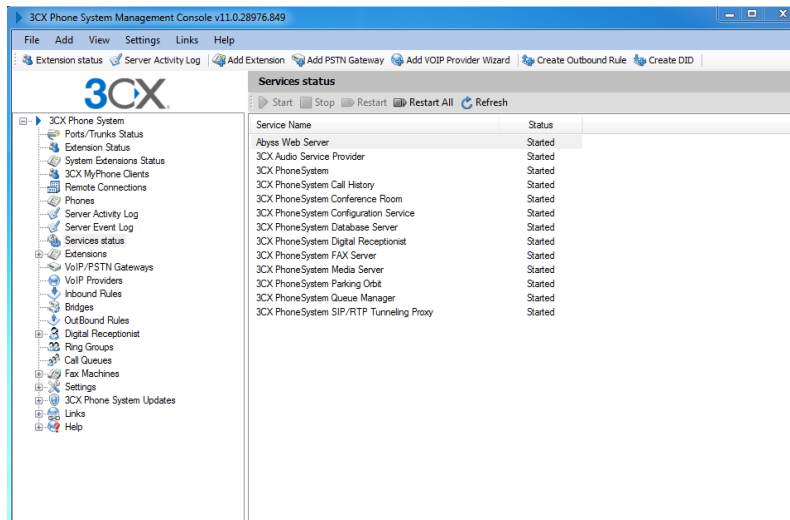 3CX Phone System Management Console v11.0.28976.849
File Add View Settings Links Help
Extension status Server Activity Log Add Extension Add PSTN Gateway Add VOIP Provider Wizard Create Outbound Rule Create DID
3CX
Services status
Start Stop Restart Restart All Refresh
3CX Phone System
Ports/Trunks Status
Extension Status
System Extensions Status
3CX MyPhone Clients
Remote Connections
Phones
Server Activity Log
Server Event Log
Services status
Extensions
VoIP/PSTN Gateways
VoIP Providers
Inbound Rules
Bridges
OutBound Rules
Digital Receptionist
Ring Groups
Call Queues
Fax Machines
Settings
3CX Phone System Updates
Links
Help
Service Name Status
Abyss Web Server Started
3CX Audio Service Provider Started
3CX PhoneSystem Started
3CX PhoneSystem Call History Started
3CX PhoneSystem Conference Room Started
3CX PhoneSystem Configuration Service Started
3CX PhoneSystem Database Server Started
3CX PhoneSystem Digital Receptionist Started
3CX PhoneSystem FAX Server Started
3CX PhoneSystem Media Server Started
3CX PhoneSystem Parking Orbit Started
3CX PhoneSystem Queue Manager Started
3CX PhoneSystem SIP/RTP Tunneling Proxy Started